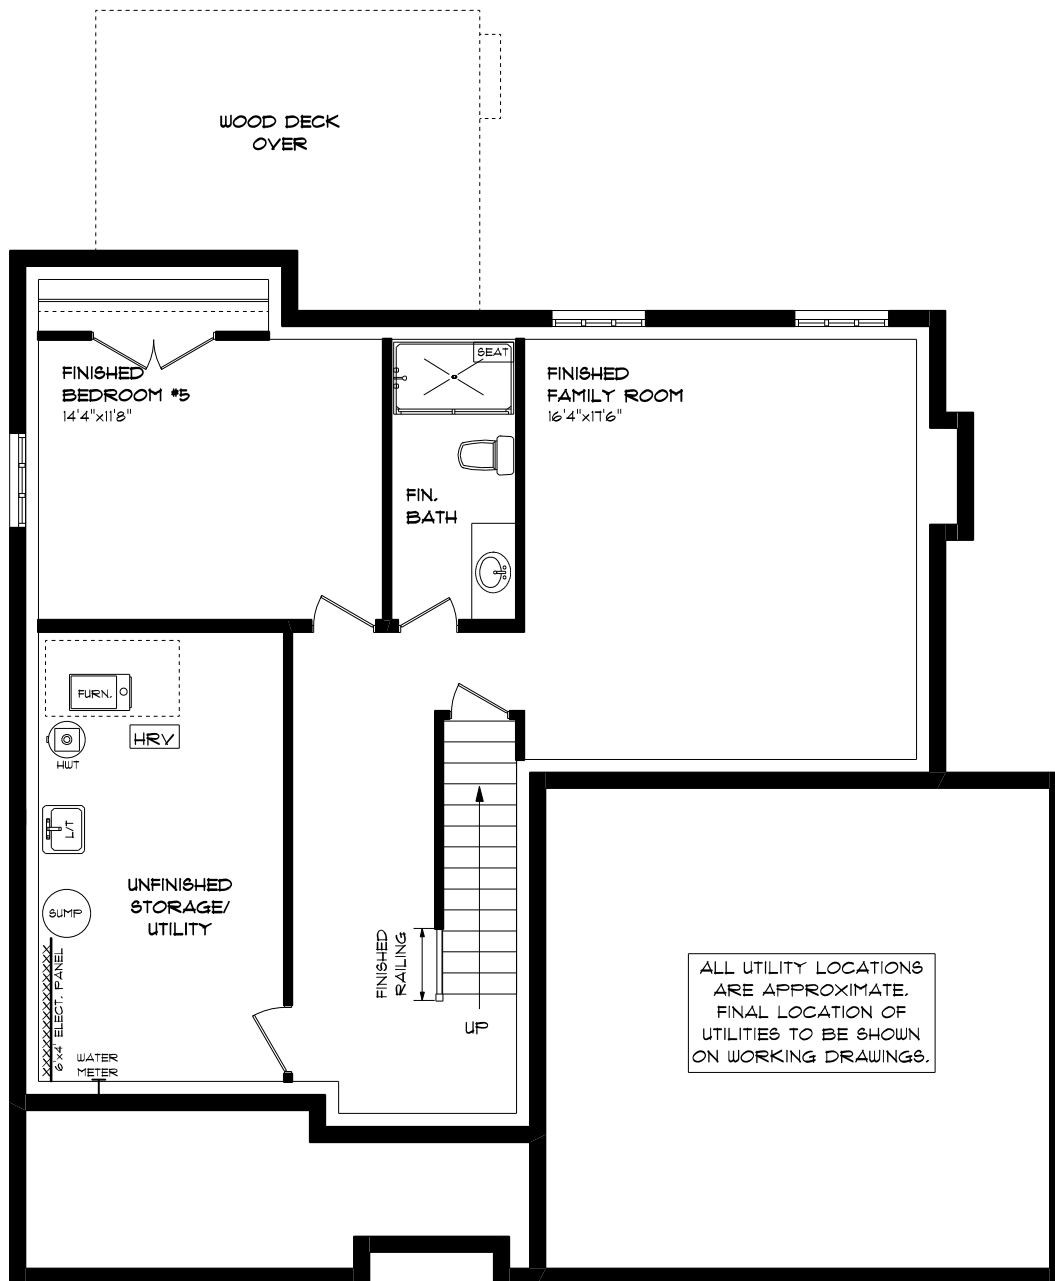 WOOD DECK
OVER
SEAT
FINISHED
BEDROOM #5
14'4"x11'8"
FINISHED
FAMILY ROOM
16'4"x17'6"
FIN.
BATH
FURN.
HRV
HWT
L/T
UNFINISHED
STORAGE/
UTILITY
SUMP
FINISHED
RAILING
6'x4' ELECT. PANEL
UP
WATER
METER
ALL UTILITY LOCATIONS
ARE APPROXIMATE.
FINAL LOCATION OF
UTILITIES TO BE SHOWN
ON WORKING DRAWINGS.